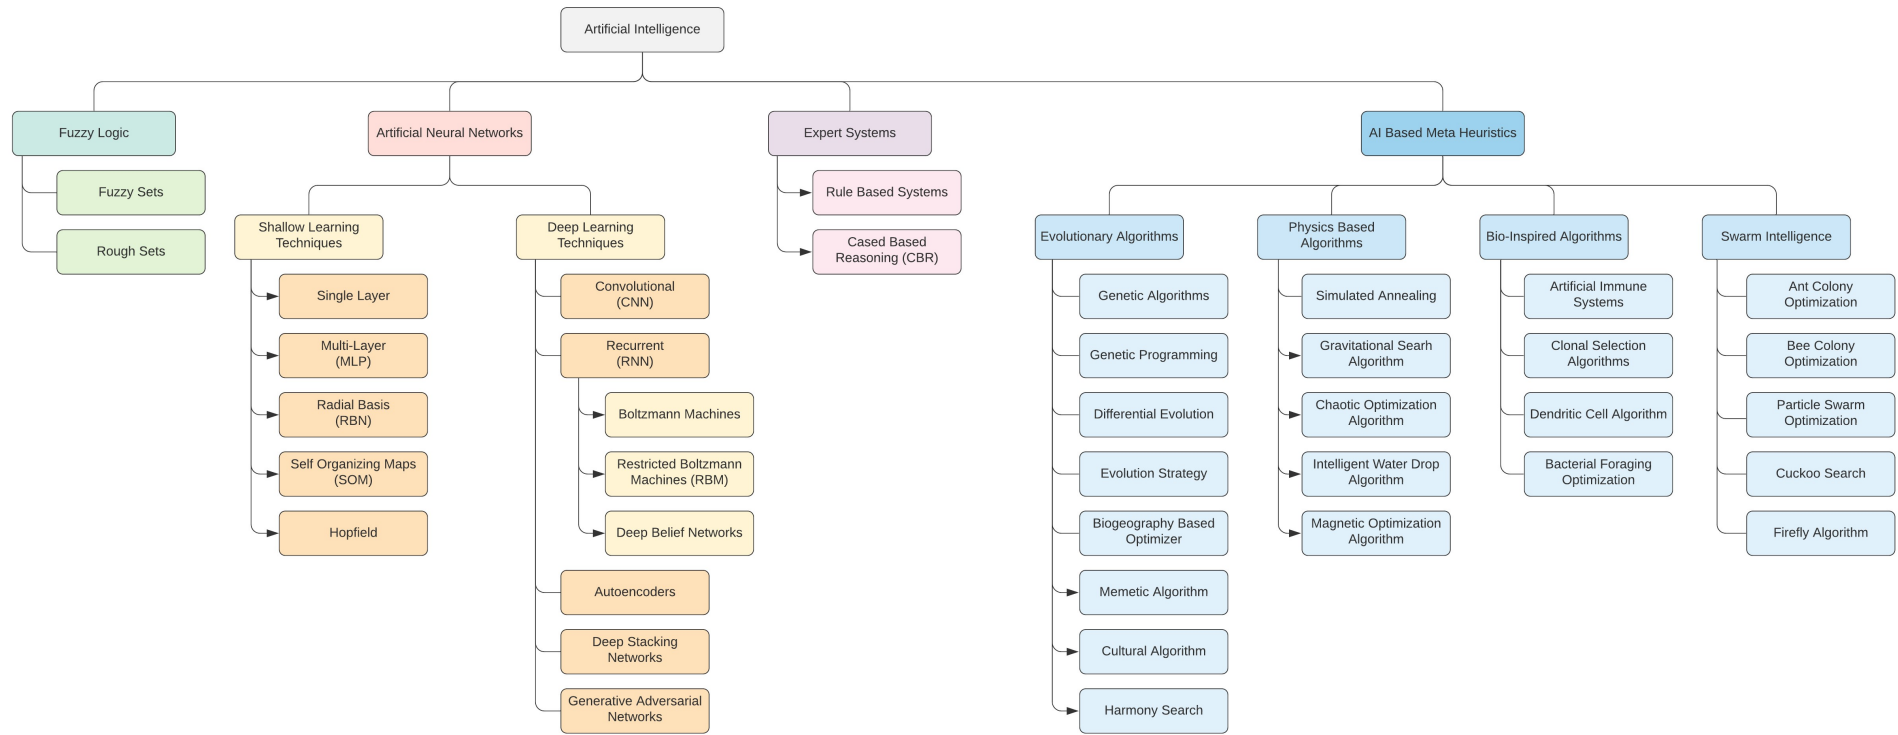 Artificial Intelligence
Fuzzy Logic
Fuzzy Sets
Rough Sets
Artificial Neural Networks
Shallow Learning
Techniques
Single Layer
Multi-Layer
(MLP)
Radial Basis
(RBN)
Self Organizing Maps
(SOM)
Hopfield
Deep Learning
Techniques
Convolutional
(CNN)
Recurrent
(RNN)
Boltzmann Machines
Restricted Boltzmann
Machines (RBM)
Deep Belief Networks
Autoencoders
Deep Stacking
Networks
Generative Adversarial
Networks
Expert Systems
Rule Based Systems
Cased Based
Reasoning (CBR)
AI Based Meta Heuristics
Evolutionary Algorithms
Genetic Algorithms
Genetic Programming
Differential Evolution
Evolution Strategy
Biogeography Based
Optimizer
Memetic Algorithm
Cultural Algorithm
Harmony Search
Physics Based
Algorithms
Simulated Annealing
Gravitational Searh
Algorithm
Chaotic Optimization
Algorithm
Intelligent Water Drop
Algorithm
Magnetic Optimization
Algorithm
Bio-Inspired Algorithms
Artificial Immune
Systems
Clonal Selection
Algorithms
Dendritic Cell Algorithm
Bacterial Foraging
Optimization
Swarm Intelligence
Ant Colony
Optimization
Bee Colony
Optimization
Particle Swarm
Optimization
Cuckoo Search
Firefly Algorithm